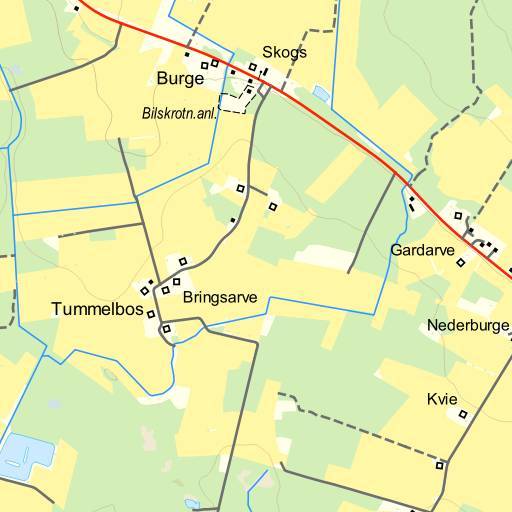 Skogs
Burge
Bilskrotn.anl.
Gardarve
Bringsarve
Tummelbos
Nederburge
Kvie